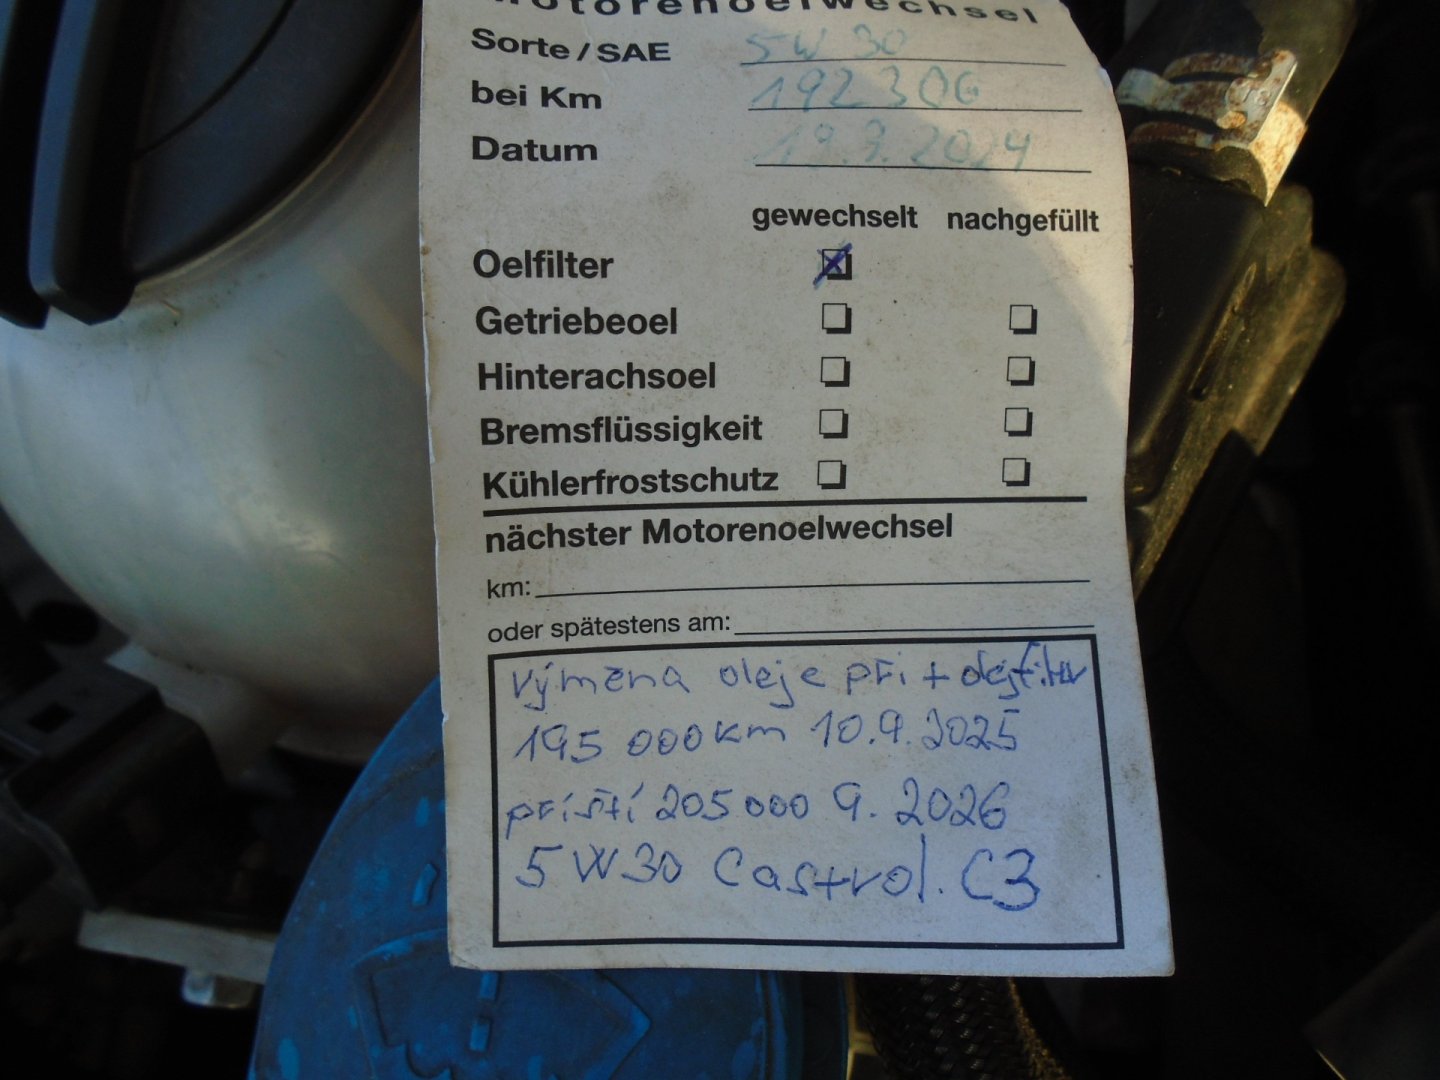 Motorenoelwechsel
Sorte / SAE 5W 30
bei Km 192306
Datum 19.9.2024
gewechselt nachgefüllt
Oelfilter
Getriebeoel
Hinterachsoel
Bremsflüssigkeit
Kühlerfrostschutz
nächster Motorenoelwechsel
km:
oder spätestens am:
výměna oleje při + olejfilter
195 000 km 10.9.2025
příští 205 000 9. 2026
5W30 Castrol. C3